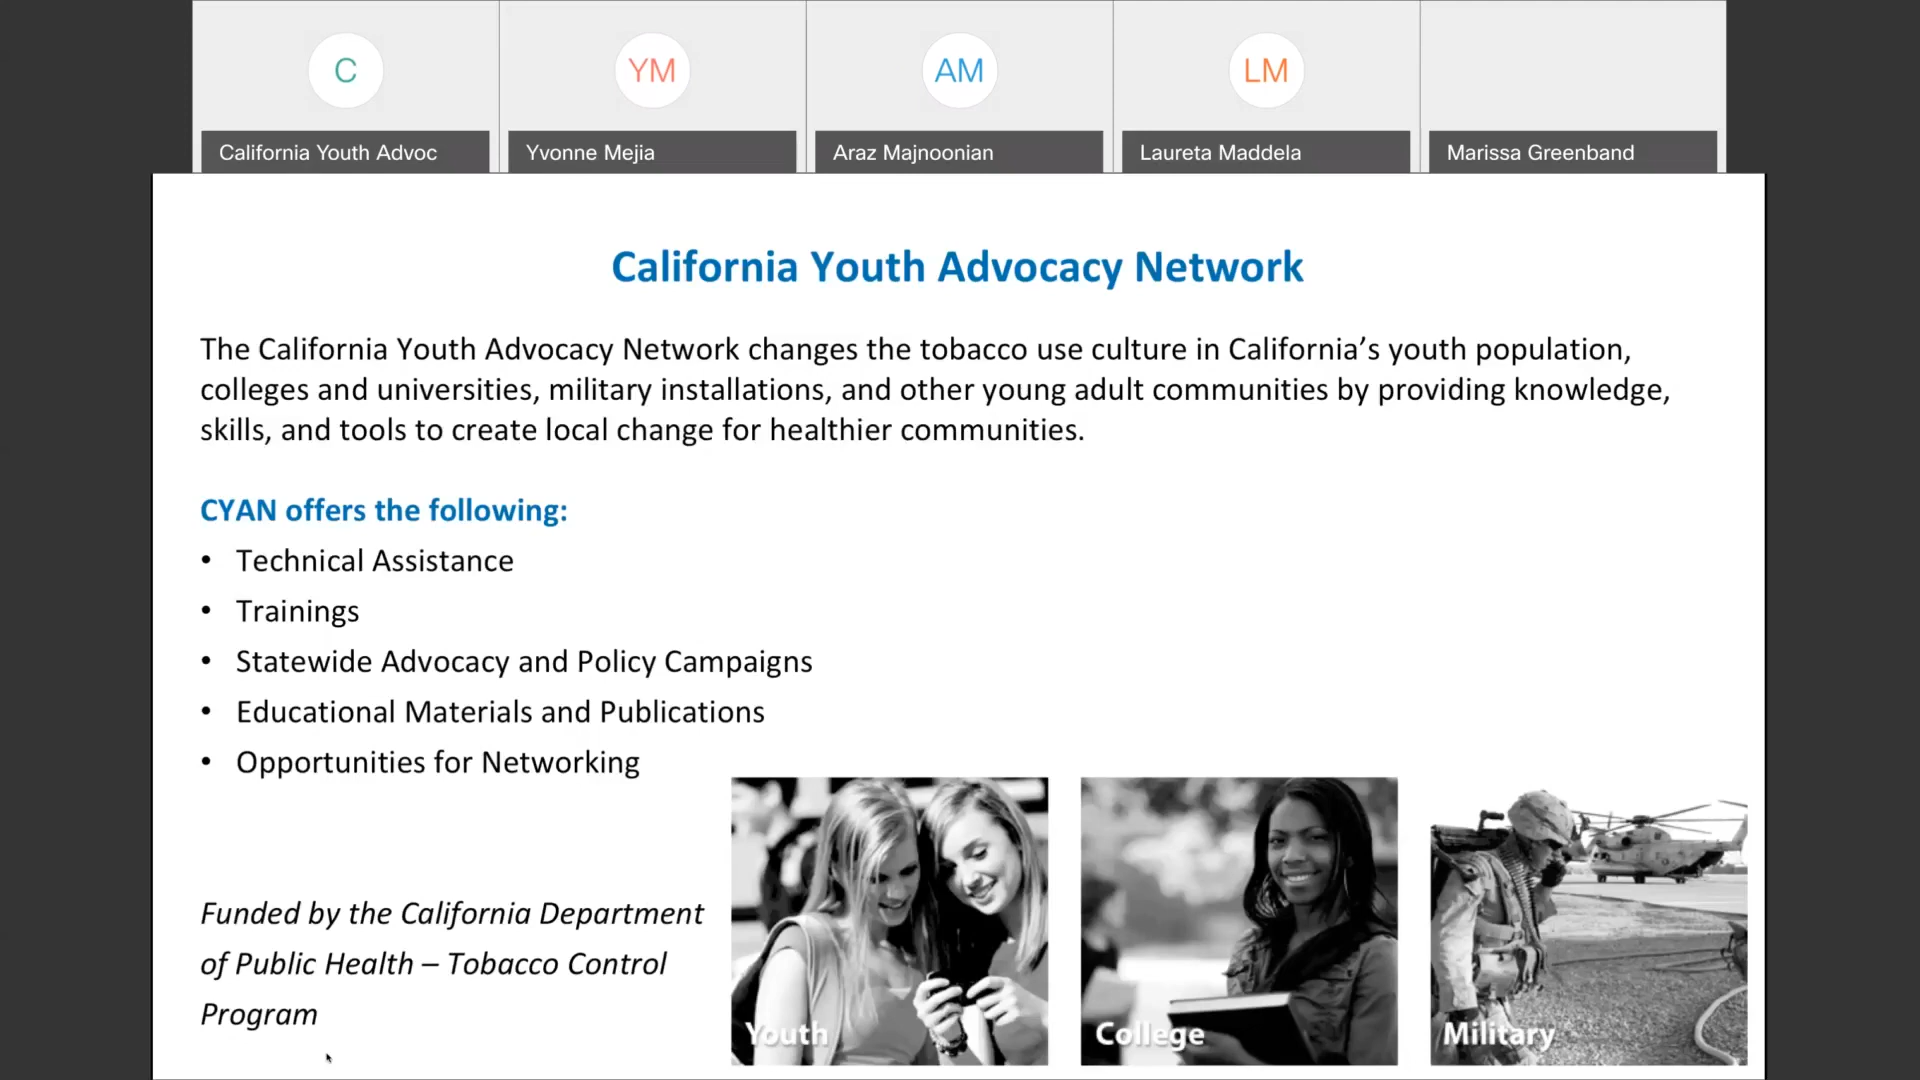 C
YM
AM
LM
California Youth Advoc
Yvonne Mejia
Araz Majnoonian
Laureta Maddela
Marissa Greenband
California Youth Advocacy Network
The California Youth Advocacy Network changes the tobacco use culture in California’s youth population,
colleges and universities, military installations, and other young adult communities by providing knowledge,
skills, and tools to create local change for healthier communities.
CYAN offers the following:
• Technical Assistance
• Trainings
• Statewide Advocacy and Policy Campaigns
• Educational Materials and Publications
• Opportunities for Networking
Funded by the California Department
of Public Health – Tobacco Control
Program
Youth
College
Military